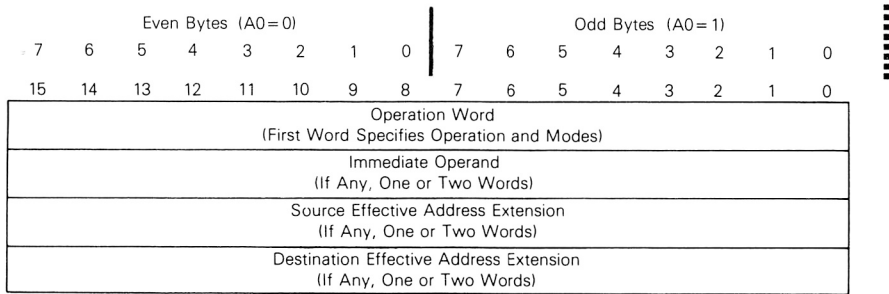 Even Bytes (A0=0) Odd Bytes (A0=1)
7 6 5 4 3 2 1 0 7 6 5 4 3 2 1 0
15 14 13 12 11 10 9 8 7 6 5 4 3 2 1 0
Operation Word
(First Word Specifies Operation and Modes)
Immediate Operand
(If Any, One or Two Words)
Source Effective Address Extension
(If Any, One or Two Words)
Destination Effective Address Extension
(If Any, One or Two Words)